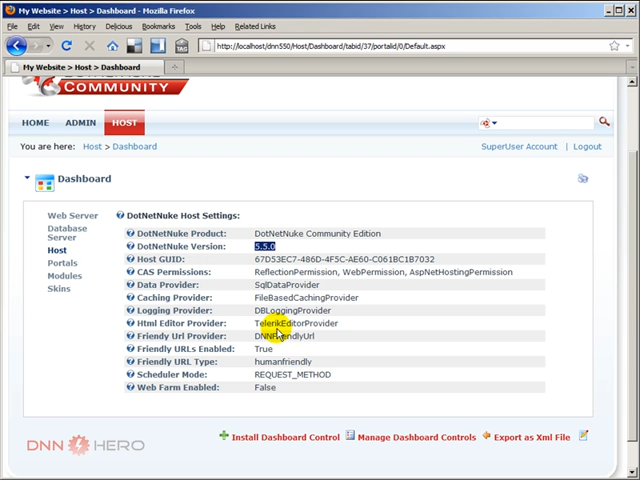 My Website > Host > Dashboard - Mozilla Firefox
File Edit View History Delicious Bookmarks Tools Help Related Links
http://localhost/dnn550/Host/Dashboard/tabid/37/portalid/0/Default.aspx
My Website > Host > Dashboard
COMMUNITY
HOME ADMIN HOST
You are here: Host > Dashboard SuperUser Account | Logout
Dashboard
Web Server
Database Server
Host
Portals
Modules
Skins
DotNetNuke Host Settings:
DotNetNuke Product: DotNetNuke Community Edition
DotNetNuke Version: 5.5.0
Host GUID: 67D53EC7-486D-4F5C-AE60-C061BC1B7032
CAS Permissions: ReflectionPermission, WebPermission, AspNetHostingPermission
Data Provider: SqlDataProvider
Caching Provider: FileBasedCachingProvider
Logging Provider: DBLoggingProvider
Html Editor Provider: TelerikEditorProvider
Friendy Url Provider: DNNFriendlyUrl
Friendly URLs Enabled: True
Friendly URL Type: humanfriendly
Scheduler Mode: REQUEST_METHOD
Web Farm Enabled: False
DNN HERO
Install Dashboard Control Manage Dashboard Controls Export as Xml File